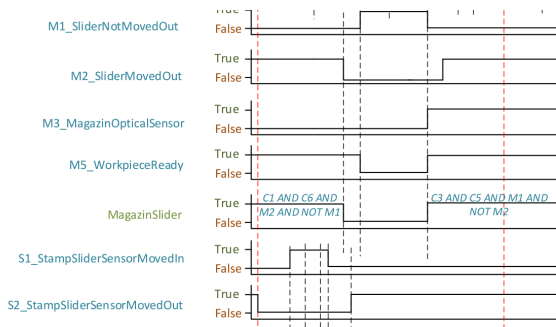 True
M1_SliderNotMovedOut False
True
M2_SliderMovedOut False
True
M3_MagazinOpticalSensor False
True
M5_WorkpieceReady False
True C1 AND C6 AND M2 AND NOT M1 C3 AND C5 AND M1 AND NOT M2
MagazinSlider False
True
S1_StampSliderSensorMovedIn False
True
S2_StampSliderSensorMovedOut False